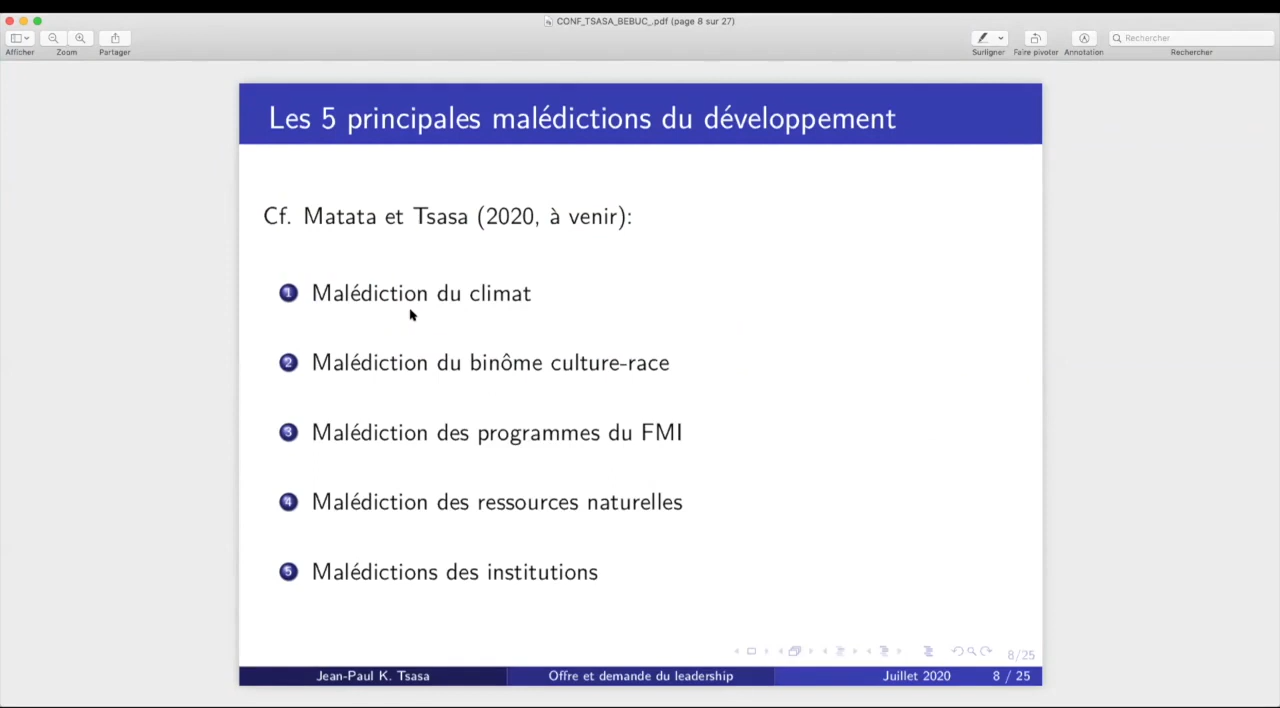 CONF_TSASA_BEBUC_.pdf (page 8 sur 27)
Rechercher
Afficher Zoom Partager Surligner Faire pivoter Annotation Rechercher
Les 5 principales malédictions du développement
Cf. Matata et Tsasa (2020, à venir):
1 Malédiction du climat
2 Malédiction du binôme culture-race
3 Malédiction des programmes du FMI
4 Malédiction des ressources naturelles
5 Malédictions des institutions
8/25
Jean-Paul K. Tsasa Offre et demande du leadership Juillet 2020 8 / 25